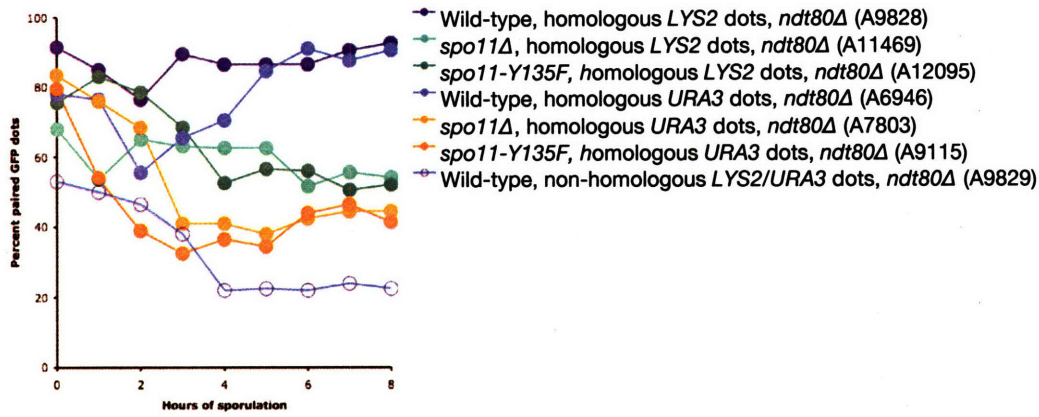 100
80
60
40
20
0
Percent paired GFP dots
0 2 4 6 8
Hours of sporulation
Wild-type, homologous LYS2 dots, ndt80Δ (A9828)
spo11Δ, homologous LYS2 dots, ndt80Δ (A11469)
spo11-Y135F, homologous LYS2 dots, ndt80Δ (A12095)
Wild-type, homologous URA3 dots, ndt80Δ (A6946)
spo11Δ, homologous URA3 dots, ndt80Δ (A7803)
spo11-Y135F, homologous URA3 dots, ndt80Δ (A9115)
Wild-type, non-homologous LYS2/URA3 dots, ndt80Δ (A9829)